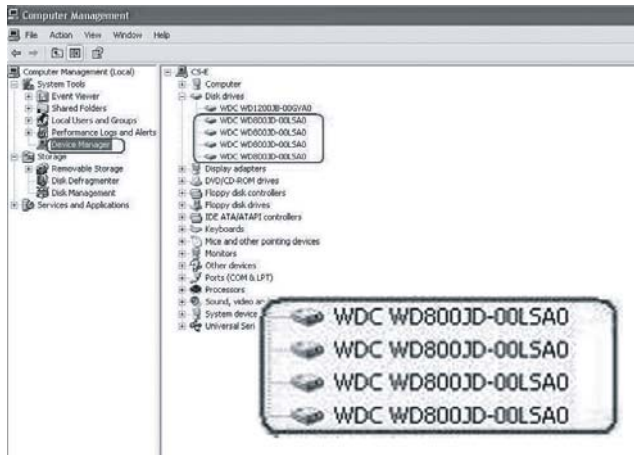 Computer Management
File Action View Window Help
Computer Management (Local)
System Tools
Event Viewer
Shared Folders
Local Users and Groups
Performance Logs and Alerts
Device Manager
Storage
Removable Storage
Disk Defragmenter
Disk Management
Services and Applications
CS-E
Computer
Disk drives
WDC WD1200JB-00GVA0
WDC WD800JD-00LSA0
WDC WD800JD-00LSA0
WDC WD800JD-00LSA0
WDC WD800JD-00LSA0
Display adapters
DVD/CD-ROM drives
Floppy disk controllers
Floppy disk drives
IDE ATA/ATAPI controllers
Keyboards
Mice and other pointing devices
Monitors
Other devices
Ports (COM & LPT)
Processors
Sound, video
System device
Universal Seri
WDC WD800JD-00LSA0
WDC WD800JD-00LSA0
WDC WD800JD-00LSA0
WDC WD800JD-00LSA0